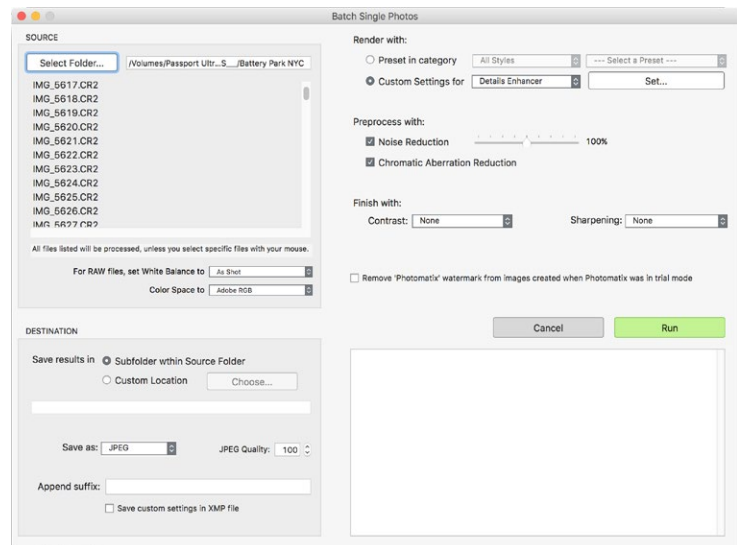 Batch Single Photos
SOURCE
Select Folder...
/Volumes/Passport Ultr...S__/Battery Park NYC
IMG_5617.CR2
IMG_5618.CR2
IMG_5619.CR2
IMG_5620.CR2
IMG_5621.CR2
IMG_5622.CR2
IMG_5623.CR2
IMG_5624.CR2
IMG_5625.CR2
IMG_5626.CR2
IMG_5627.CR2
All files listed will be processed, unless you select specific files with your mouse.
For RAW files, set White Balance to As Shot
Color Space to Adobe RGB
DESTINATION
Save results in Subfolder wthin Source Folder
Custom Location Choose...
Save as: JPEG JPEG Quality: 100
Append suffix:
Save custom settings in XMP file
Render with:
Preset in category All Styles --- Select a Preset ---
Custom Settings for Details Enhancer Set...
Preprocess with:
Noise Reduction 100%
Chromatic Aberration Reduction
Finish with:
Contrast: None Sharpening: None
Remove 'Photomatix' watermark from images created when Photomatix was in trial mode
Cancel Run